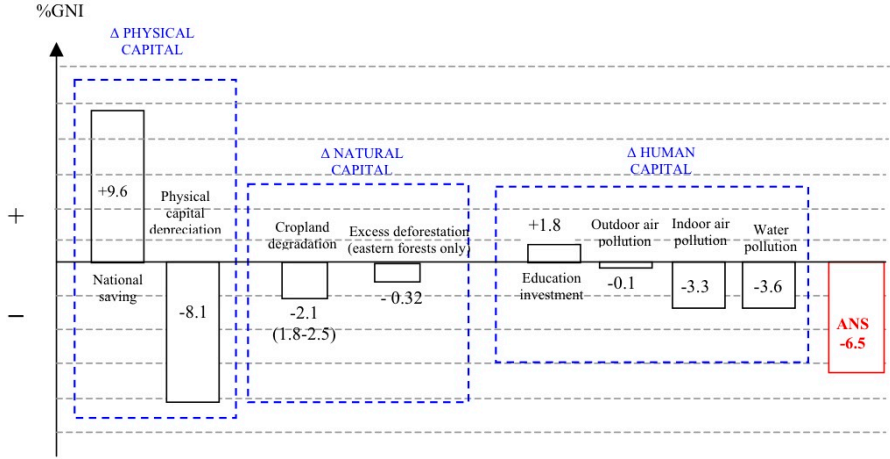 %GNI
Δ PHYSICAL
CAPITAL
Δ NATURAL
CAPITAL
Δ HUMAN
CAPITAL
+9.6
Physical
capital
depreciation
Cropland
degradation
Excess deforestation
(eastern forests only)
+1.8
Outdoor air
pollution
Indoor air
pollution
Water
pollution
+
National
saving
-8.1
-2.1
(1.8-2.5)
- 0.32
Education
investment
-0.1
-3.3
-3.6
ANS
-6.5
−